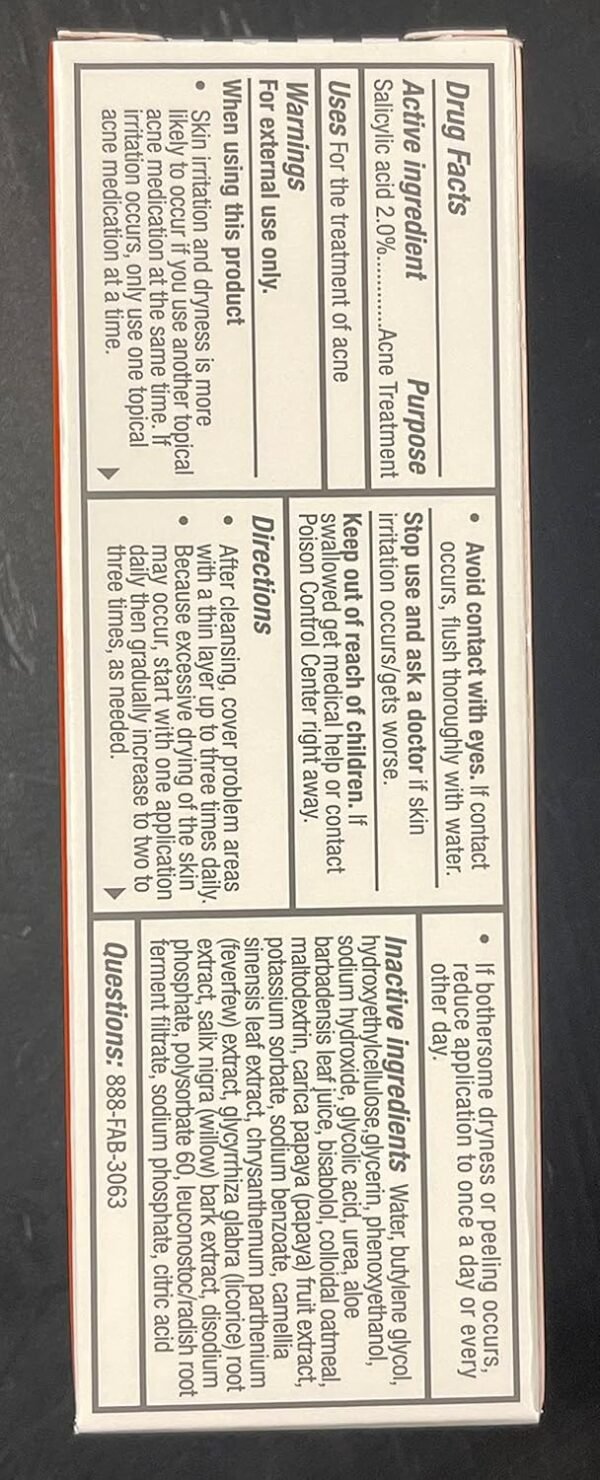 Drug Facts
Active ingredient Purpose
Salicylic acid 2.0%............Acne Treatment
Uses For the treatment of acne
Warnings
For external use only.
When using this product
• Skin irritation and dryness is more
likely to occur if you use another topical
acne medication at the same time. If
irritation occurs, only use one topical
acne medication at a time.
• Avoid contact with eyes. If contact
occurs, flush thoroughly with water.
Stop use and ask a doctor if skin
irritation occurs/gets worse.
Keep out of reach of children. If
swallowed get medical help or contact
Poison Control Center right away.
Directions
• After cleansing, cover problem areas
with a thin layer up to three times daily.
• Because excessive drying of the skin
may occur, start with one application
daily then gradually increase to two to
three times, as needed.
• If bothersome dryness or peeling occurs,
reduce application to once a day or every
other day.
Inactive ingredients Water, butylene glycol,
hydroxyethylcellulose,glycerin, phenoxyethanol,
sodium hydroxide, glycolic acid, urea, aloe
barbadensis leaf juice, bisabolol, colloidal oatmeal,
maltodextrin, carica papaya (papaya) fruit extract,
potassium sorbate, sodium benzoate, camellia
sinensis leaf extract, chrysanthemum parthenium
(feverfew) extract, glycyrrhiza glabra (licorice) root
extract, salix nigra (willow) bark extract, disodium
phosphate, polysorbate 60, leuconostoc/radish root
ferment filtrate, sodium phosphate, citric acid
Questions: 888-FAB-3063